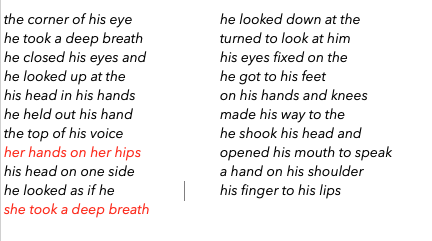 the corner of his eye
he took a deep breath
he closed his eyes and
he looked up at the
his head in his hands
he held out his hand
the top of his voice
her hands on her hips
his head on one side
he looked as if he
she took a deep breath
he looked down at the
turned to look at him
his eyes fixed on the
he got to his feet
on his hands and knees
made his way to the
he shook his head and
opened his mouth to speak
a hand on his shoulder
his finger to his lips